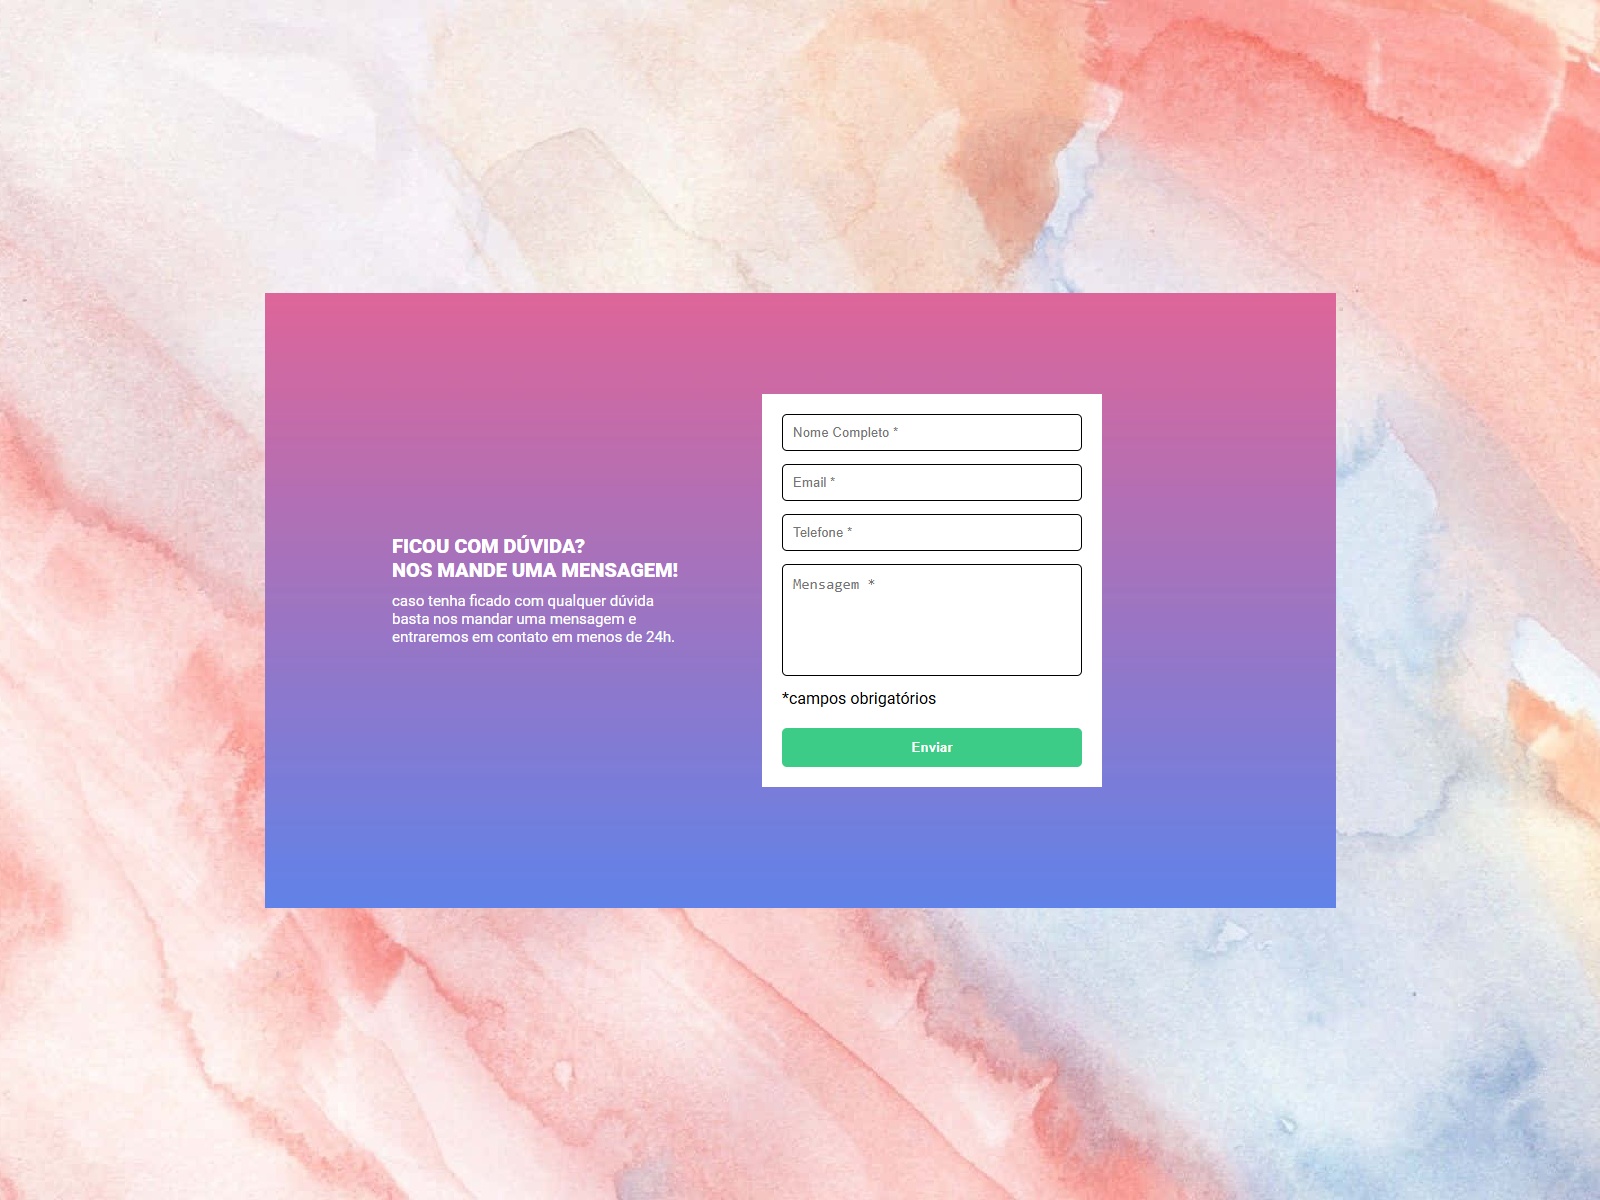 FICOU COM DÚVIDA?
NOS MANDE UMA MENSAGEM!
caso tenha ficado com qualquer dúvida
basta nos mandar uma mensagem e
entraremos em contato em menos de 24h.
Nome Completo *
Email *
Telefone *
Mensagem *
*campos obrigatórios
Enviar